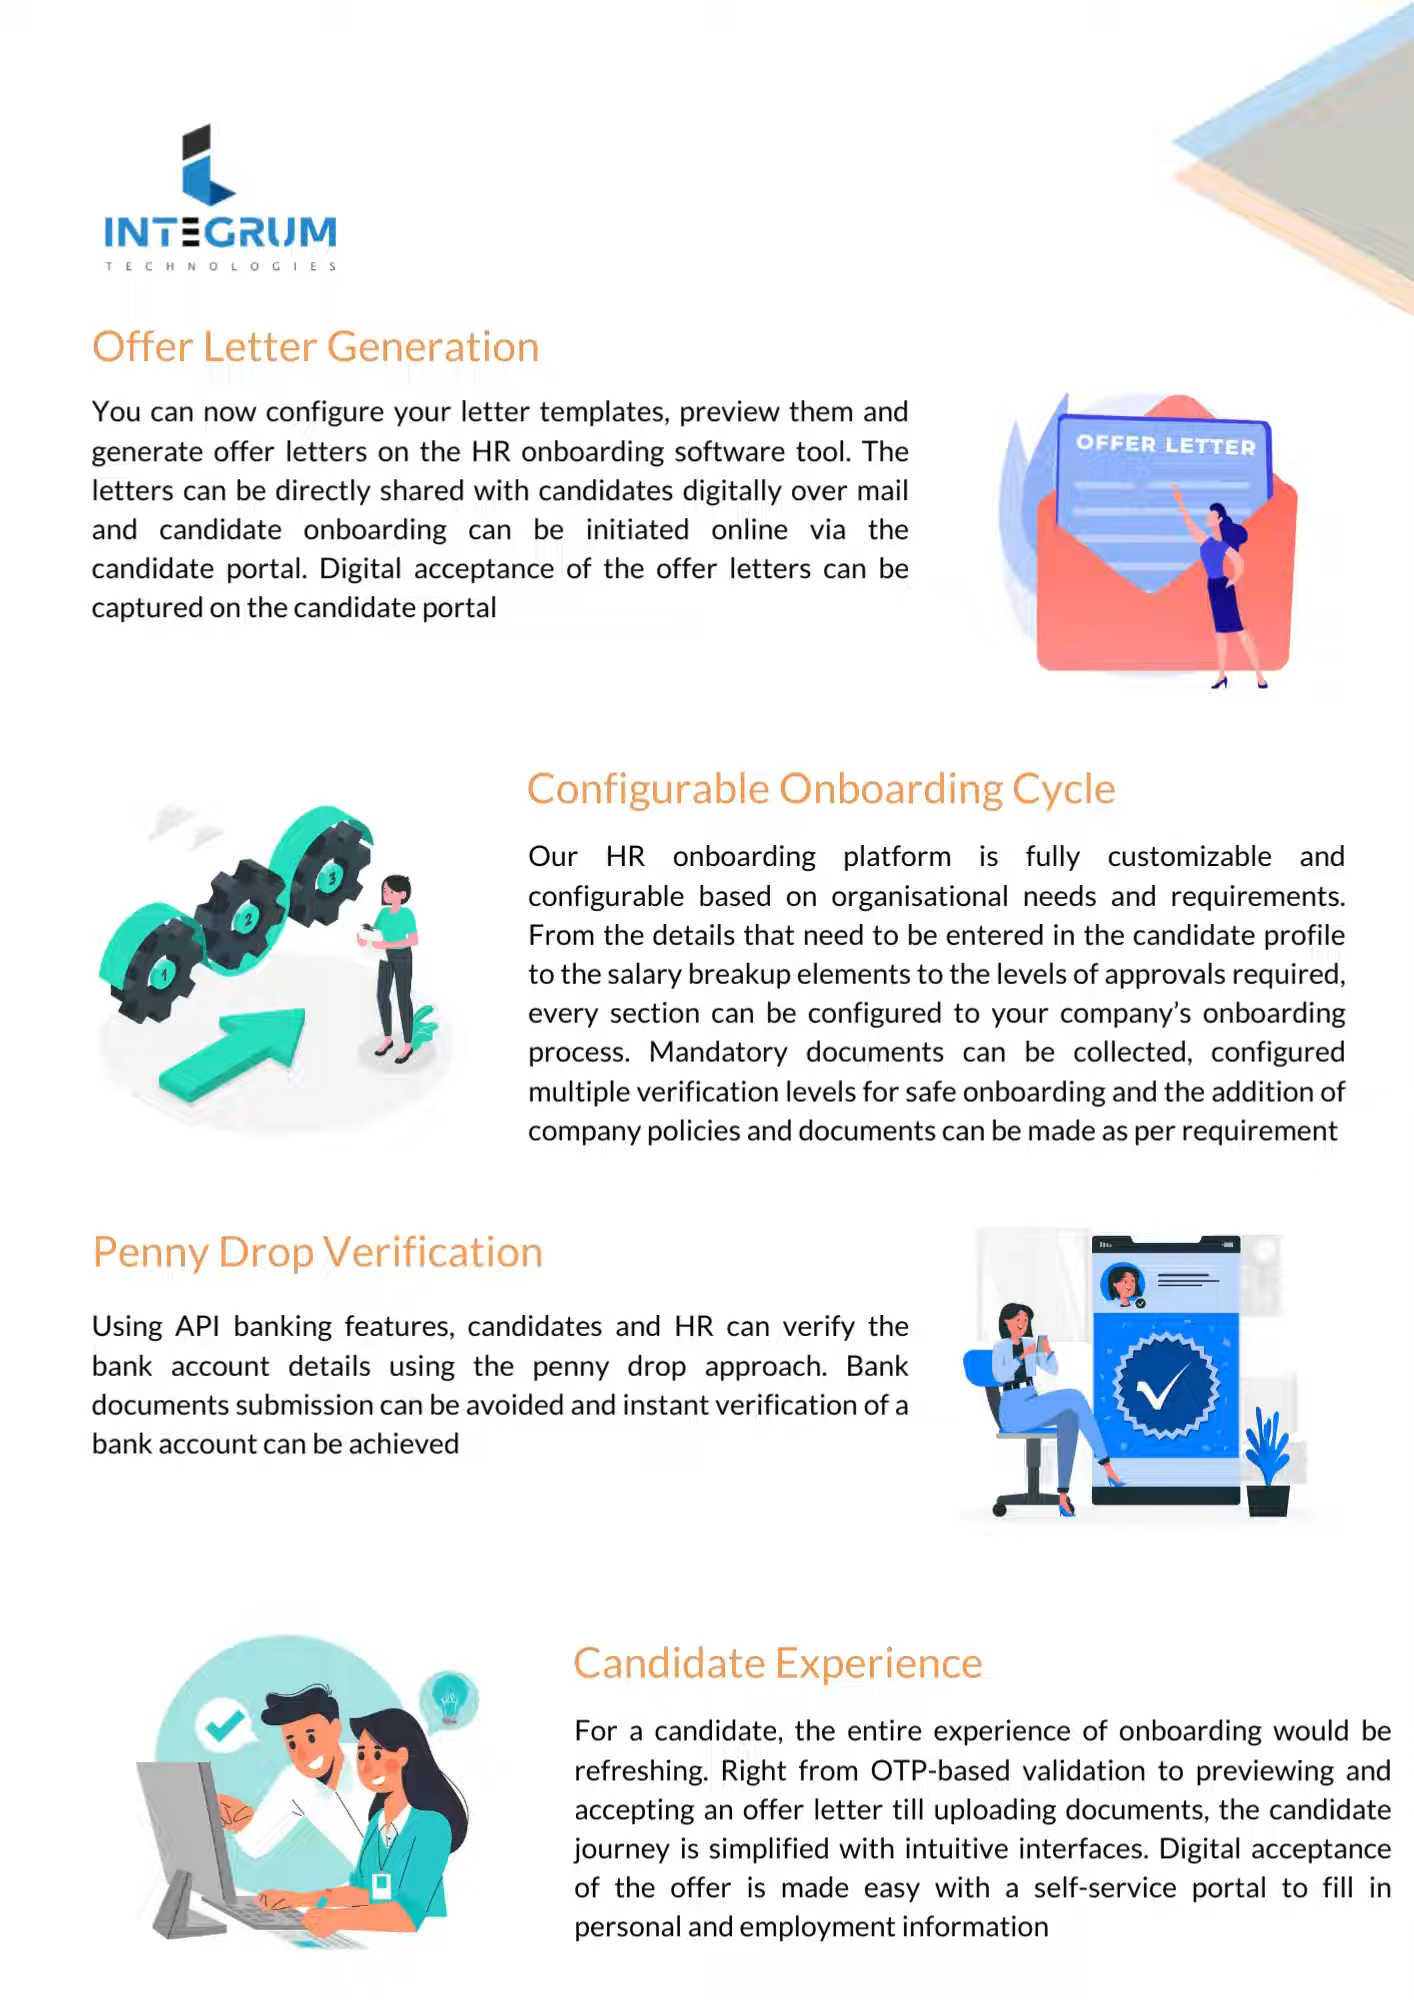 INTEGRUM
TECHNOLOGIES
Offer Letter Generation
You can now configure your letter templates, preview them and
generate offer letters on the HR onboarding software tool. The
letters can be directly shared with candidates digitally over mail
and candidate onboarding can be initiated online via the
candidate portal. Digital acceptance of the offer letters can be
captured on the candidate portal
OFFER LETTER
Configurable Onboarding Cycle
Our HR onboarding platform is fully customizable and
configurable based on organisational needs and requirements.
From the details that need to be entered in the candidate profile
to the salary breakup elements to the levels of approvals required,
every section can be configured to your company’s onboarding
process. Mandatory documents can be collected, configured
multiple verification levels for safe onboarding and the addition of
company policies and documents can be made as per requirement
1
2
3
Penny Drop Verification
Using API banking features, candidates and HR can verify the
bank account details using the penny drop approach. Bank
documents submission can be avoided and instant verification of a
bank account can be achieved
Candidate Experience
For a candidate, the entire experience of onboarding would be
refreshing. Right from OTP-based validation to previewing and
accepting an offer letter till uploading documents, the candidate
journey is simplified with intuitive interfaces. Digital acceptance
of the offer is made easy with a self-service portal to fill in
personal and employment information